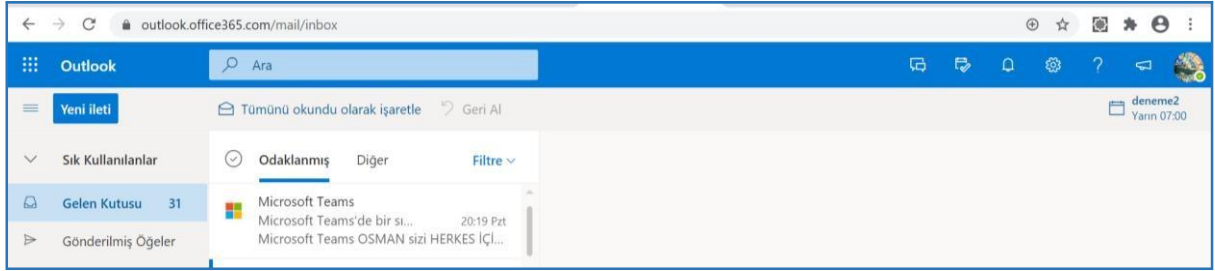 outlook.office365.com/mail/inbox
Outlook
Ara
Yeni ileti
Tümünü okundu olarak işaretle
Geri Al
deneme2
Yarın 07:00
Sık Kullanılanlar
Odaklanmış
Diğer
Filtre
Gelen Kutusu 31
Microsoft Teams
Microsoft Teams'de bir sı... 20:19 Pzt
Microsoft Teams OSMAN sizi HERKES İÇİ...
Gönderilmiş Öğeler